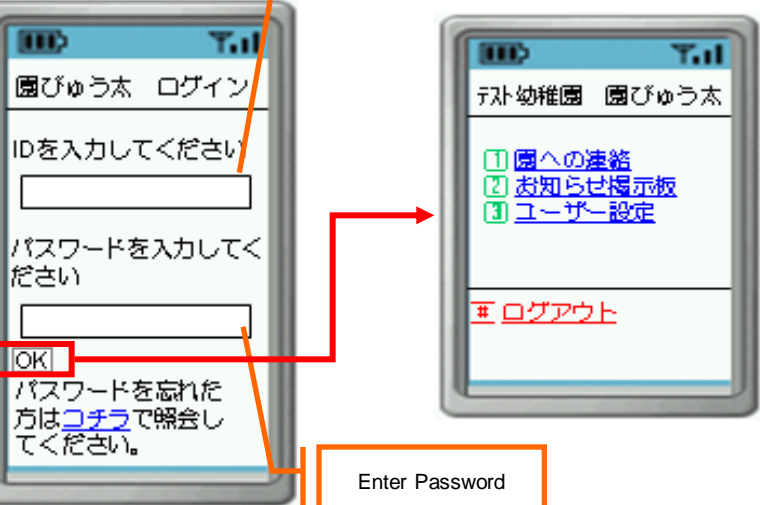 園びゅう太 ログイン
IDを入力してください
パスワードを入力してく
ださい
OK
パスワードを忘れた
方はコチラで照会し
てください。
Enter Password
テスト幼稚園 園びゅう太
1 園への連絡
2 お知らせ掲示板
3 ユーザー設定
# ログアウト